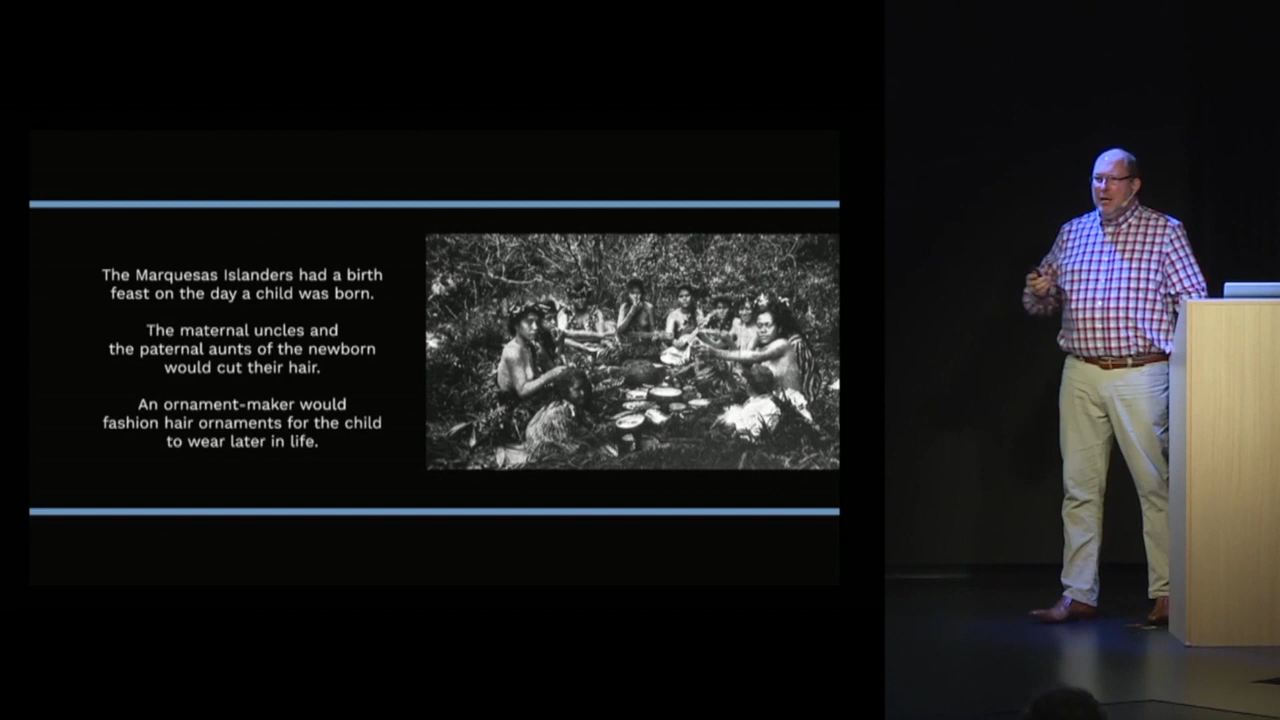 The Marquesas Islanders had a birth
feast on the day a child was born.
The maternal uncles and
the paternal aunts of the newborn
would cut their hair.
An ornament-maker would
fashion hair ornaments for the child
to wear later in life.